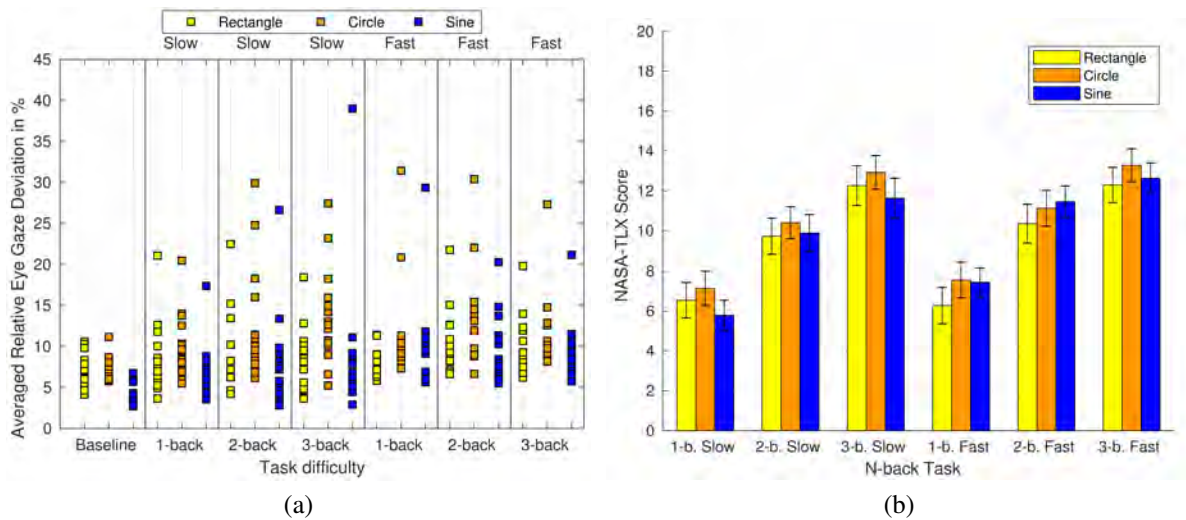 Rectangle Circle Sine
Slow Slow Slow Fast Fast Fast
Averaged Relative Eye Gaze Deviation in %
45
40
35
30
25
20
15
10
5
0
Baseline 1-back 2-back 3-back 1-back 2-back 3-back
Task difficulty
(a)
NASA-TLX Score
20
18
16
14
12
10
8
6
4
2
0
Rectangle
Circle
Sine
1-b. Slow 2-b. Slow 3-b. Slow 1-b. Fast 2-b. Fast 3-b. Fast
N-back Task
(b)